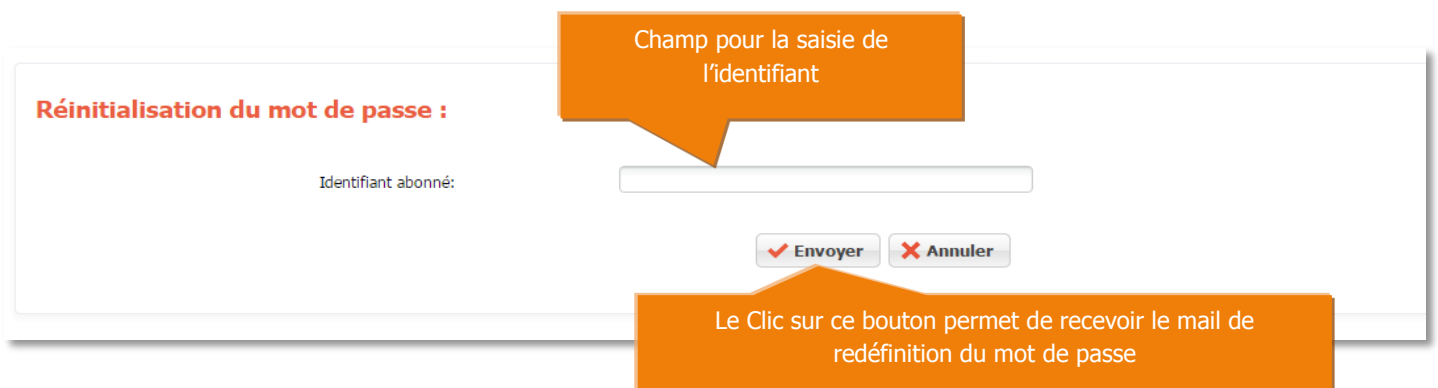 Champ pour la saisie de
l'identifiant
Réinitialisation du mot de passe :
Identifiant abonné:
Envoyer
Annuler
Le Clic sur ce bouton permet de recevoir le mail de
redéfinition du mot de passe